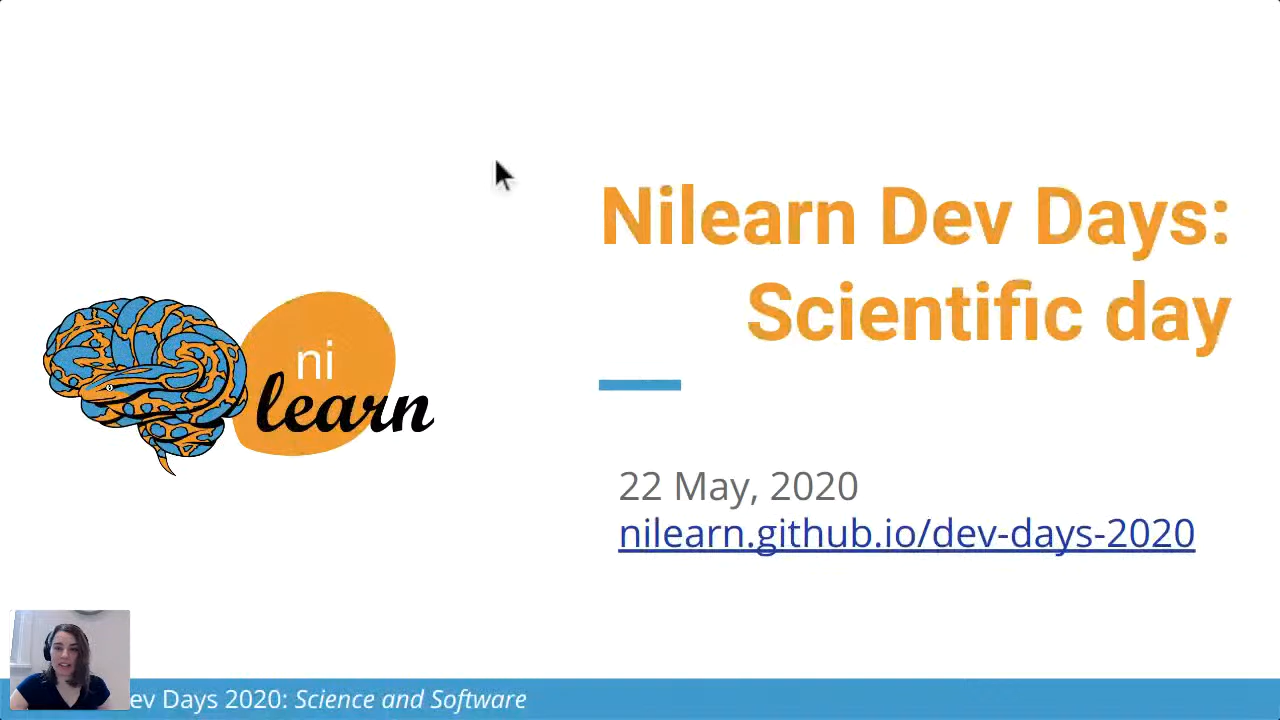 Nilearn Dev Days:
Scientific day
ni
learn
22 May, 2020
nilearn.github.io/dev-days-2020
ev Days 2020: Science and Software